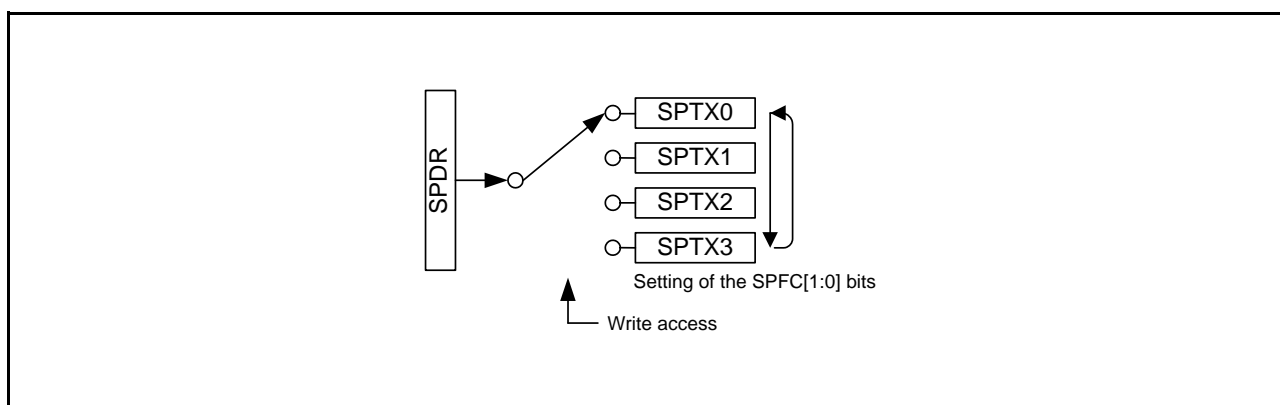 SPDR
SPTX0
SPTX1
SPTX2
SPTX3
Setting of the SPFC[1:0] bits
Write access